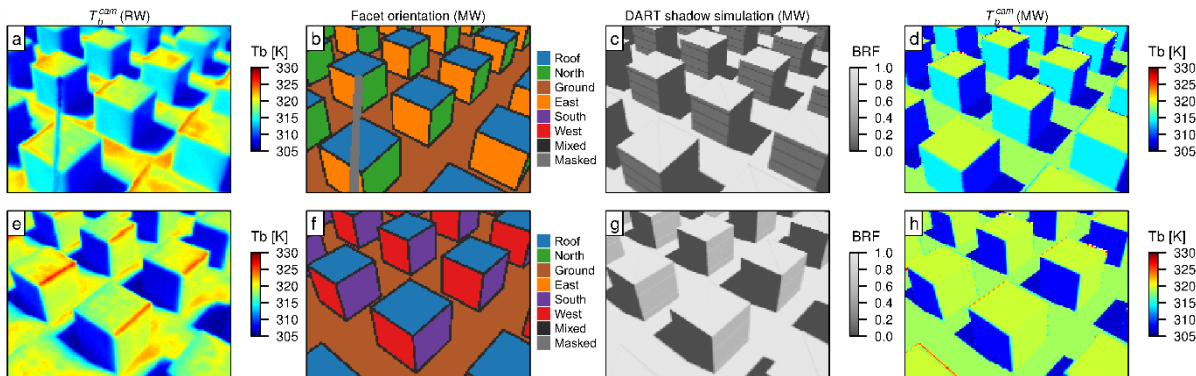 T_b^cam (RW)
Facet orientation (MW)
DART shadow simulation (MW)
T_b^cam (MW)
a
Tb [K]
330
325
320
315
310
305
b
Roof
North
Ground
East
South
West
Mixed
Masked
c
BRF
1.0
0.8
0.6
0.4
0.2
0.0
d
Tb [K]
330
325
320
315
310
305
e
Tb [K]
330
325
320
315
310
305
f
Roof
North
Ground
East
South
West
Mixed
Masked
g
BRF
1.0
0.8
0.6
0.4
0.2
0.0
h
Tb [K]
330
325
320
315
310
305